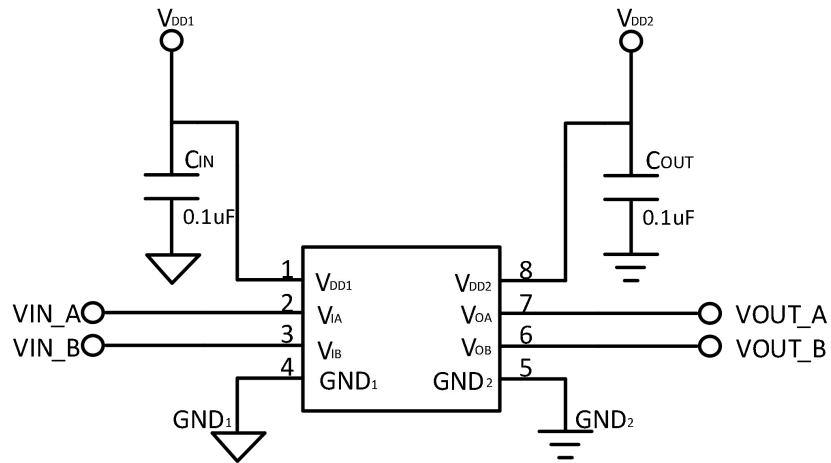 VDD1
VDD2
CIN
0.1uF
COUT
0.1uF
1
VDD1
VDD2
8
VIN_A
2
VIA
VOA
7
VOUT_A
VIN_B
3
VIB
VOB
6
VOUT_B
4
GND1
GND2
5
GND1
GND2